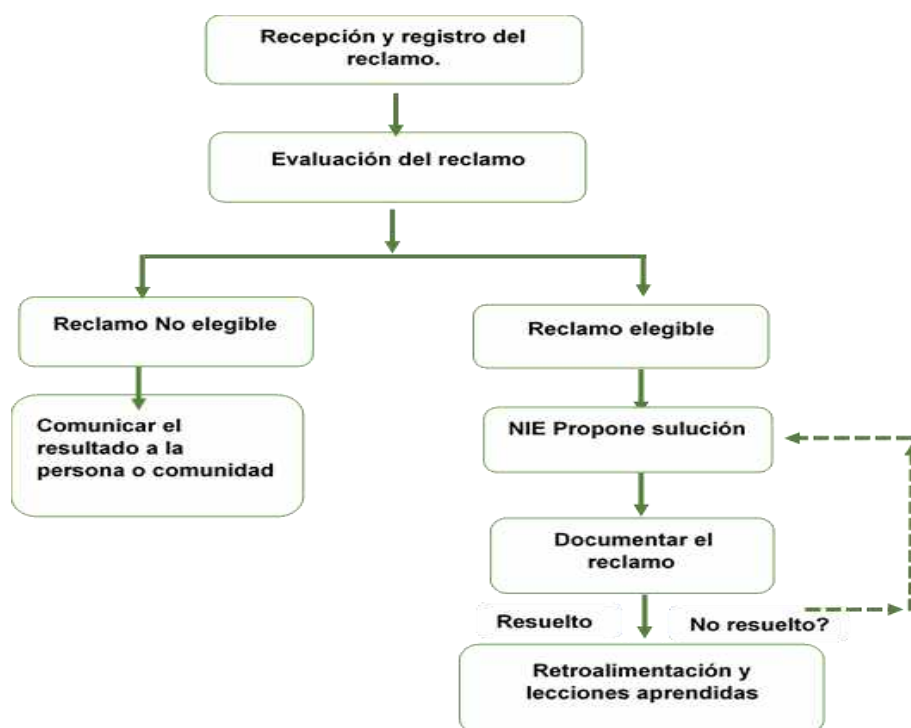 Recepción y registro del
reclamo.
Evaluación del reclamo
Reclamo No elegible
Reclamo elegible
Comunicar el
resultado a la
persona o comunidad
NIE Propone sulución
Documentar el
reclamo
Resuelto
No resuelto?
Retroalimentación y
lecciones aprendidas